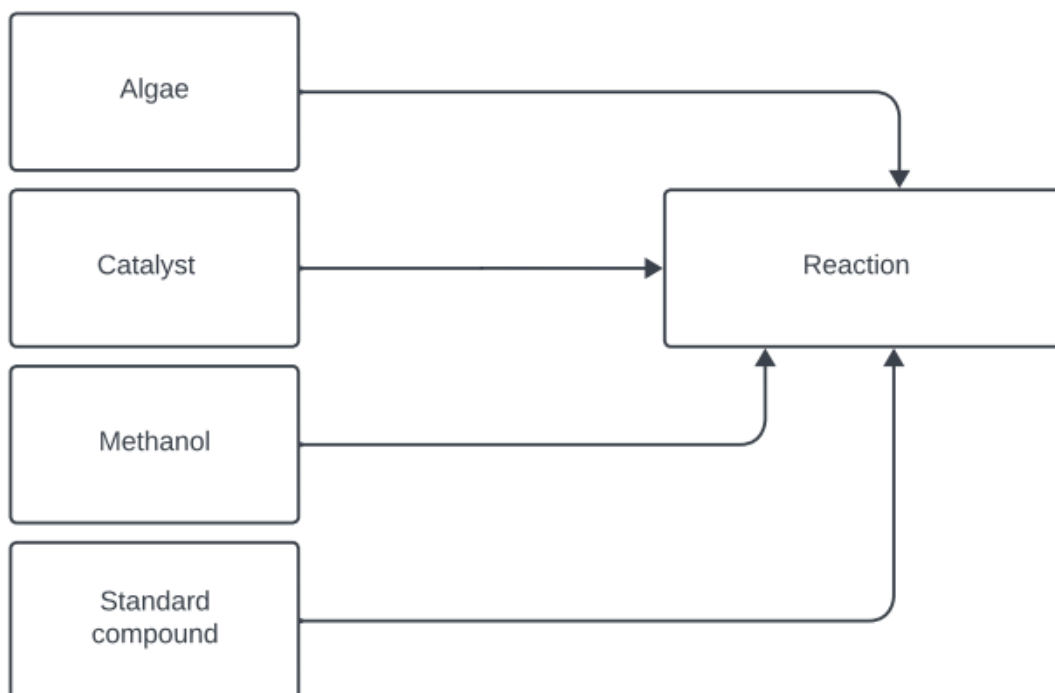 Algae
Catalyst
Reaction
Methanol
Standard
compound